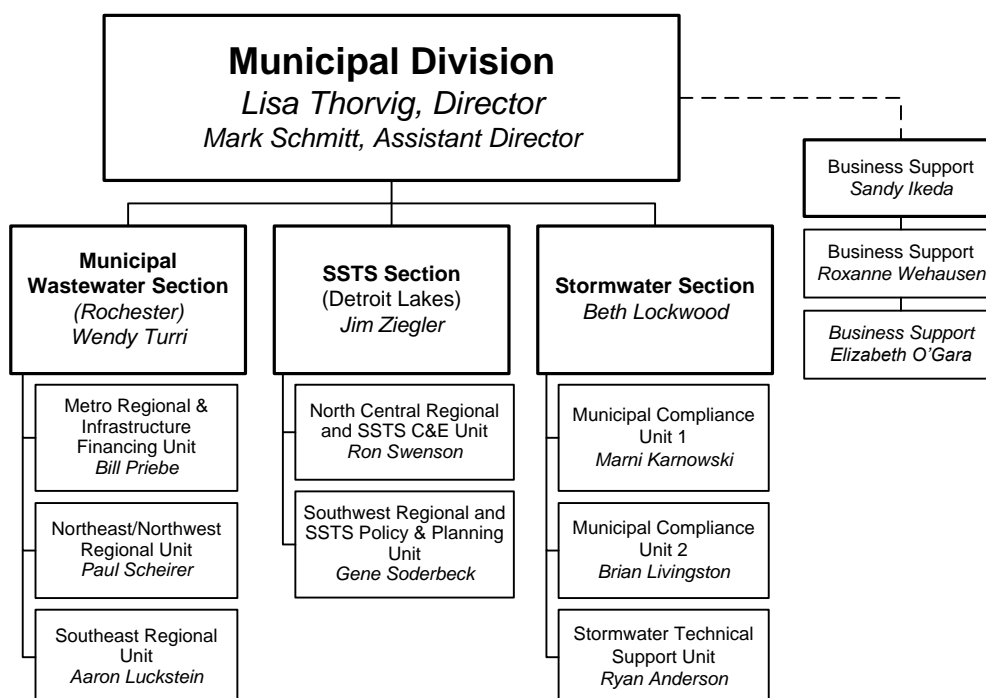 Municipal Division
Lisa Thorvig, Director
Mark Schmitt, Assistant Director
Business Support
Sandy Ikeda
Business Support
Roxanne Wehausen
Business Support
Elizabeth O’Gara
Municipal
Wastewater Section
(Rochester)
Wendy Turri
Metro Regional &
Infrastructure
Financing Unit
Bill Priebe
Northeast/Northwest
Regional Unit
Paul Scheirer
Southeast Regional
Unit
Aaron Luckstein
SSTS Section
(Detroit Lakes)
Jim Ziegler
North Central Regional
and SSTS C&E Unit
Ron Swenson
Southwest Regional and
SSTS Policy & Planning
Unit
Gene Soderbeck
Stormwater Section
Beth Lockwood
Municipal Compliance
Unit 1
Marni Karnowski
Municipal Compliance
Unit 2
Brian Livingston
Stormwater Technical
Support Unit
Ryan Anderson